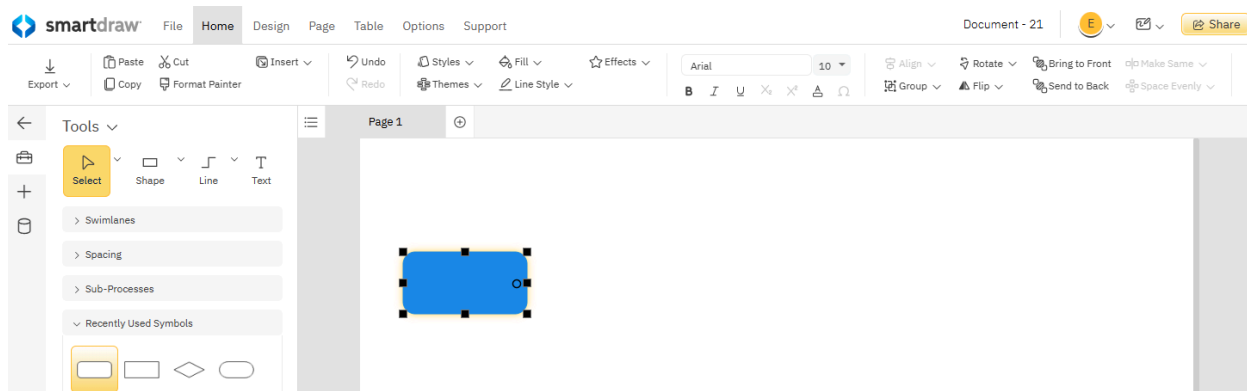 smartdraw File Home Design Page Table Options Support Document - 21 E Share
Paste Cut Insert Undo Styles Fill Effects Arial 10 Align Rotate Bring to Front Make Same
Export Copy Format Painter Redo Themes Line Style B I U X₂ X² A Ω Group Flip Send to Back Space Evenly
Tools Page 1
Select Shape Line T Text
Swimlanes
Spacing
Sub-Processes
Recently Used Symbols